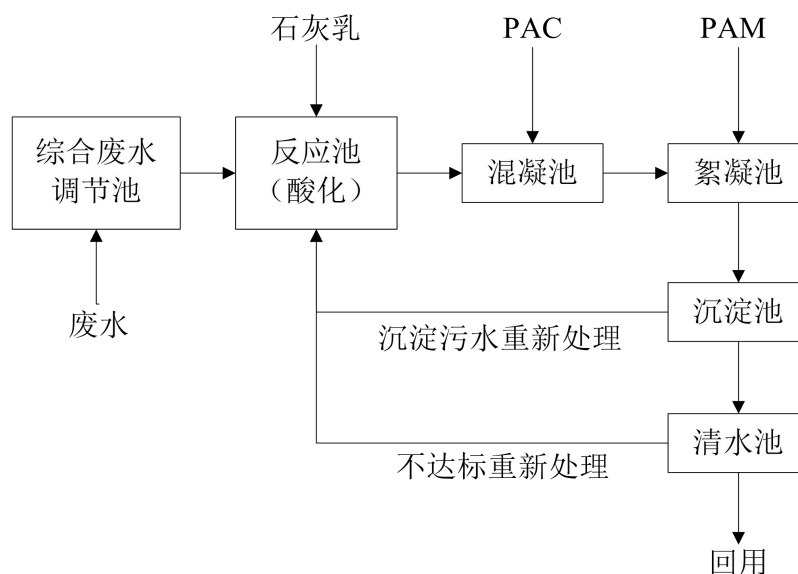 石灰乳
PAC
PAM
综合废水
调节池
反应池
（酸化）
混凝池
絮凝池
废水
沉淀池
沉淀污水重新处理
清水池
不达标重新处理
回用